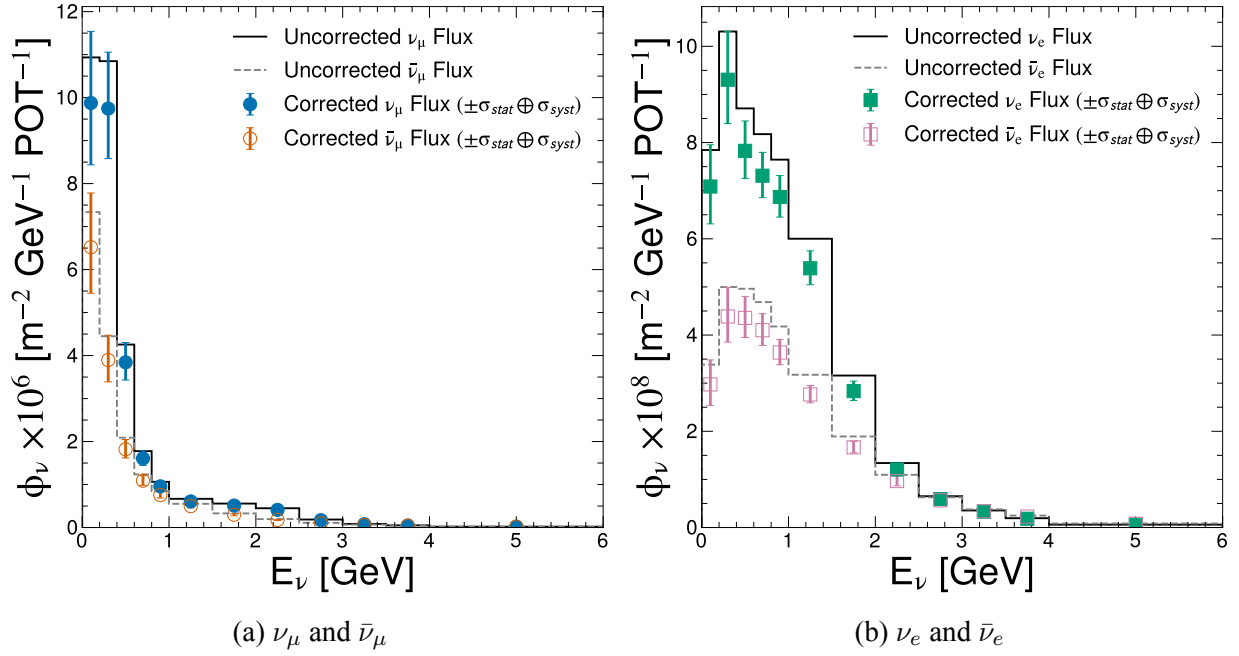 12
10
8
6
4
2
0
ϕν ×10⁶ [m⁻² GeV⁻¹ POT⁻¹]
Uncorrected νμ Flux
Uncorrected ν̄μ Flux
Corrected νμ Flux (±σstat ⊕ σsyst)
Corrected ν̄μ Flux (±σstat ⊕ σsyst)
0 1 2 3 4 5 6
Eν [GeV]
(a) νμ and ν̄μ
10
8
6
4
2
0
ϕν ×10⁸ [m⁻² GeV⁻¹ POT⁻¹]
Uncorrected νe Flux
Uncorrected ν̄e Flux
Corrected νe Flux (±σstat ⊕ σsyst)
Corrected ν̄e Flux (±σstat ⊕ σsyst)
0 1 2 3 4 5 6
Eν [GeV]
(b) νe and ν̄e